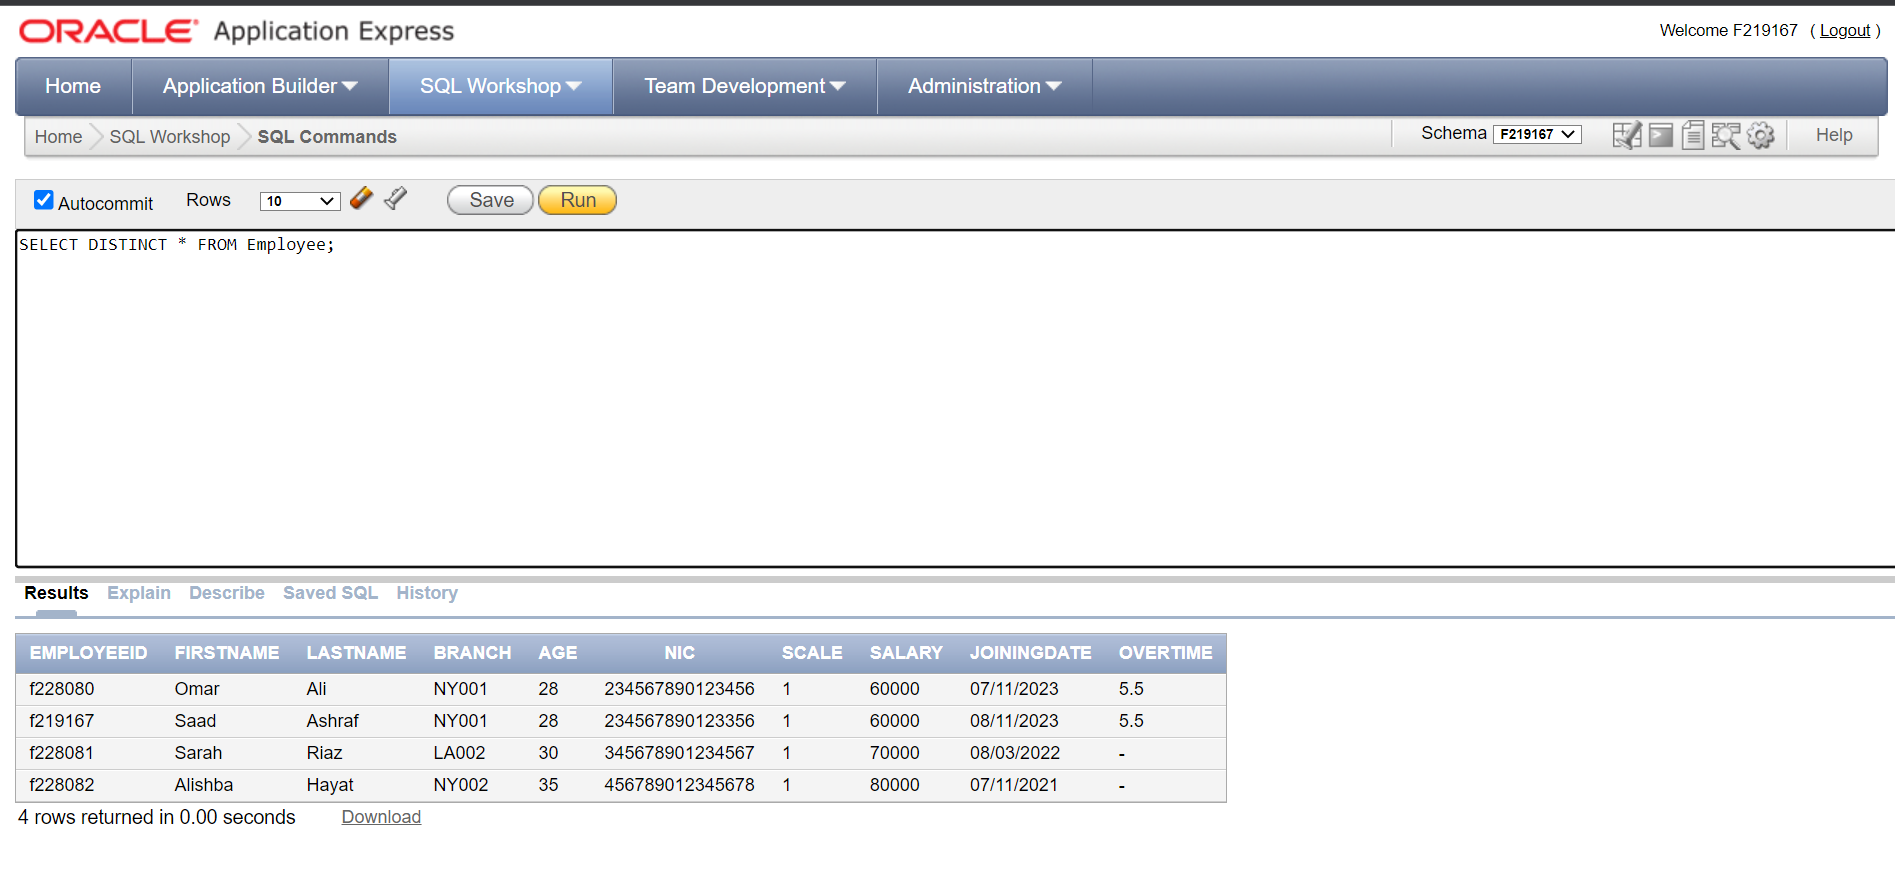 ORACLE® Application Express
Welcome F219167 ( Logout )
Home Application Builder SQL Workshop Team Development Administration
Home SQL Workshop SQL Commands Schema F219167 Help
Autocommit Rows 10 Save Run
SELECT DISTINCT * FROM Employee;
Results Explain Describe Saved SQL History
EMPLOYEEID FIRSTNAME LASTNAME BRANCH AGE NIC SCALE SALARY JOININGDATE OVERTIME
f228080 Omar Ali NY001 28 234567890123456 1 60000 07/11/2023 5.5
f219167 Saad Ashraf NY001 28 234567890123356 1 60000 08/11/2023 5.5
f228081 Sarah Riaz LA002 30 345678901234567 1 70000 08/03/2022 -
f228082 Alishba Hayat NY002 35 456789012345678 1 80000 07/11/2021 -
4 rows returned in 0.00 seconds Download